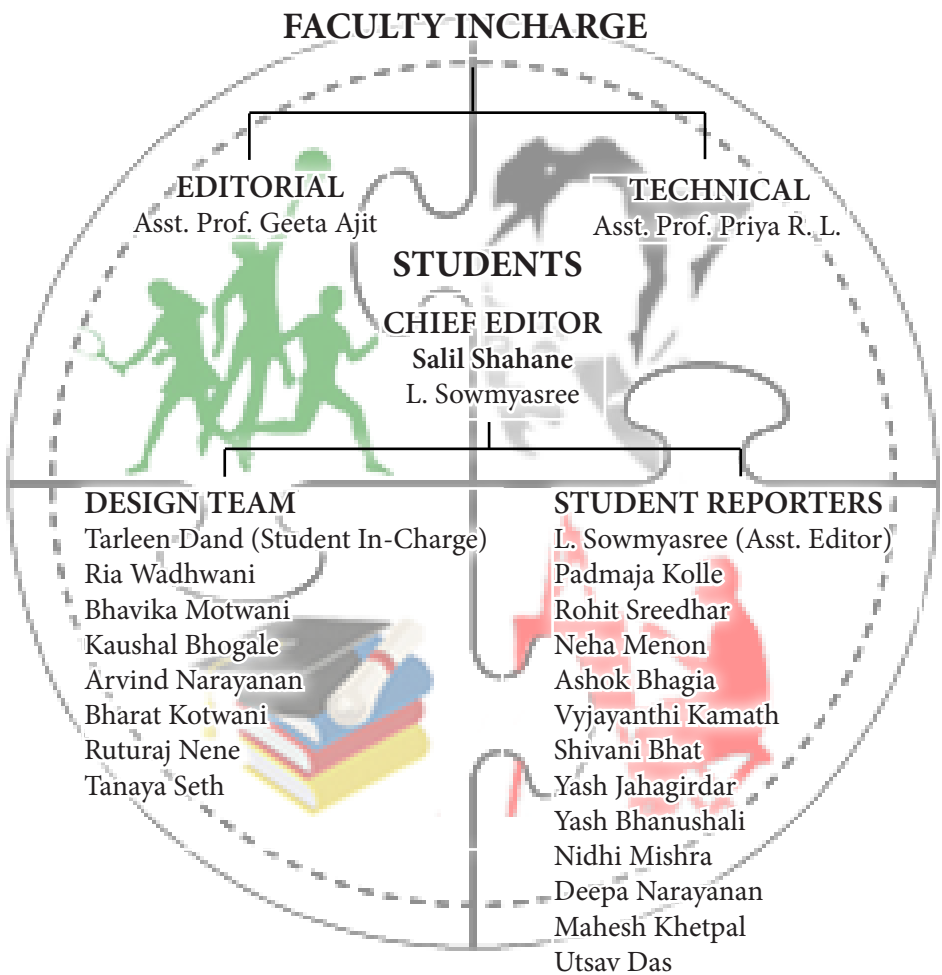 FACULTY INCHARGE
EDITORIAL
Asst. Prof. Geeta Ajit
TECHNICAL
Asst. Prof. Priya R. L.
STUDENTS
CHIEF EDITOR
Salil Shahane
L. Sowmyasree
DESIGN TEAM
Tarleen Dand (Student In-Charge)
Ria Wadhwani
Bhavika Motwani
Kaushal Bhogale
Arvind Narayanan
Bharat Kotwani
Ruturaj Nene
Tanaya Seth
STUDENT REPORTERS
L. Sowmyasree (Asst. Editor)
Padmaja Kolle
Rohit Sreedhar
Neha Menon
Ashok Bhagia
Vyjayanthi Kamath
Shivani Bhat
Yash Jahagirdar
Yash Bhanushali
Nidhi Mishra
Deepa Narayanan
Mahesh Khetpal
Utsav Das